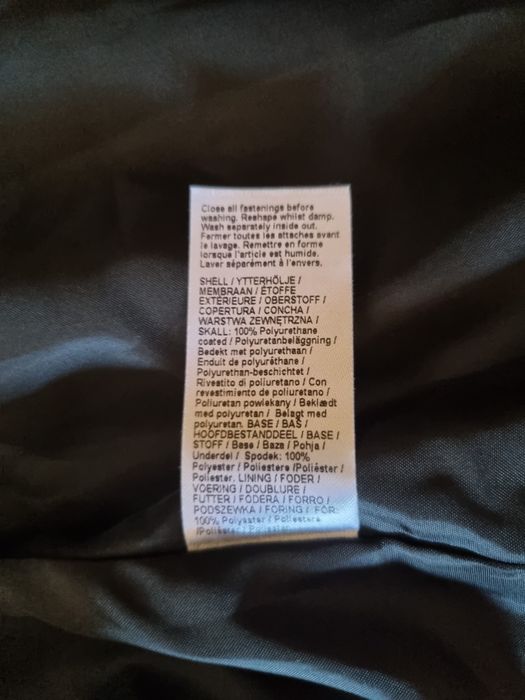 Close all fastenings before
washing. Reshape whilst damp.
Wash separately inside out.
Fermer toutes les attaches avant
le lavage. Remettre en forme
lorsque l'article est humide.
Laver séparément à l'envers.
SHELL / YTTERHÖLJE /
MEMBRAAN / ÉTOFFE
EXTÉRIEURE / OBERSTOFF /
COPERTURA / CONCHA /
WARSTWA ZEWNĘTRZNA /
SKALL: 100% Polyurethane
coated / Polyuretanbeläggning /
Bedekt met polyurethaan /
Enduit de polyuréthane /
Polyurethan-beschichtet /
Rivestito di poliuretano / Con
revestimiento de poliuretano /
Poliuretan powlekany / Beklædt
med polyuretan / Belagt med
polyuretan. BASE / BAS /
HOOFDBESTANDDEEL / BASE /
STOFF / Base / Baza / Pohja /
Underdel / Spodek: 100%
Polyester / Poliestere /Poliéster /
Poliester. LINING / FODER /
VOERING / DOUBLURE /
FUTTER / FODERA / FORRO /
PODSZEWKA / FORING / FÔR:
100% Polyester / Poliestere
/Poliéster / Poliester